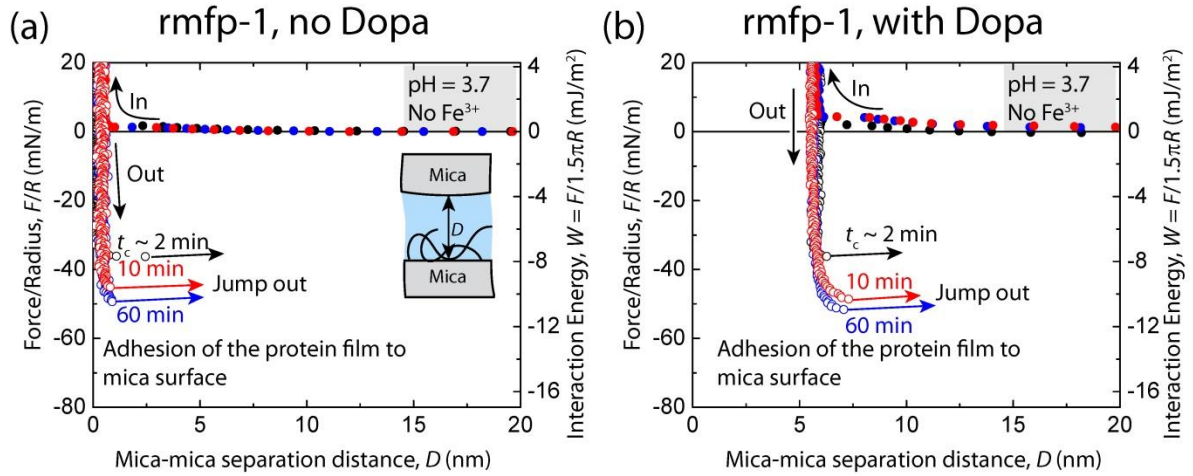 (a) rmfp-1, no Dopa
Force/Radius, F/R (mN/m)
20
0
-20
-40
-60
-80
In
Out
pH = 3.7
No Fe³⁺
Mica
D
Mica
t_c ~ 2 min
10 min
Jump out
60 min
Adhesion of the protein film to
mica surface
4
0
-4
-8
-12
-16
Interaction Energy, W = F/1.5πR (mJ/m²)
0 5 10 15 20
Mica-mica separation distance, D (nm)
(b) rmfp-1, with Dopa
Force/Radius, F/R (mN/m)
20
0
-20
-40
-60
-80
In
Out
pH = 3.7
No Fe³⁺
t_c ~ 2 min
10 min
Jump out
60 min
Adhesion of the protein film to
mica surface
4
0
-4
-8
-12
-16
Interaction Energy, W = F/1.5πR (mJ/m²)
0 5 10 15 20
Mica-mica separation distance, D (nm)